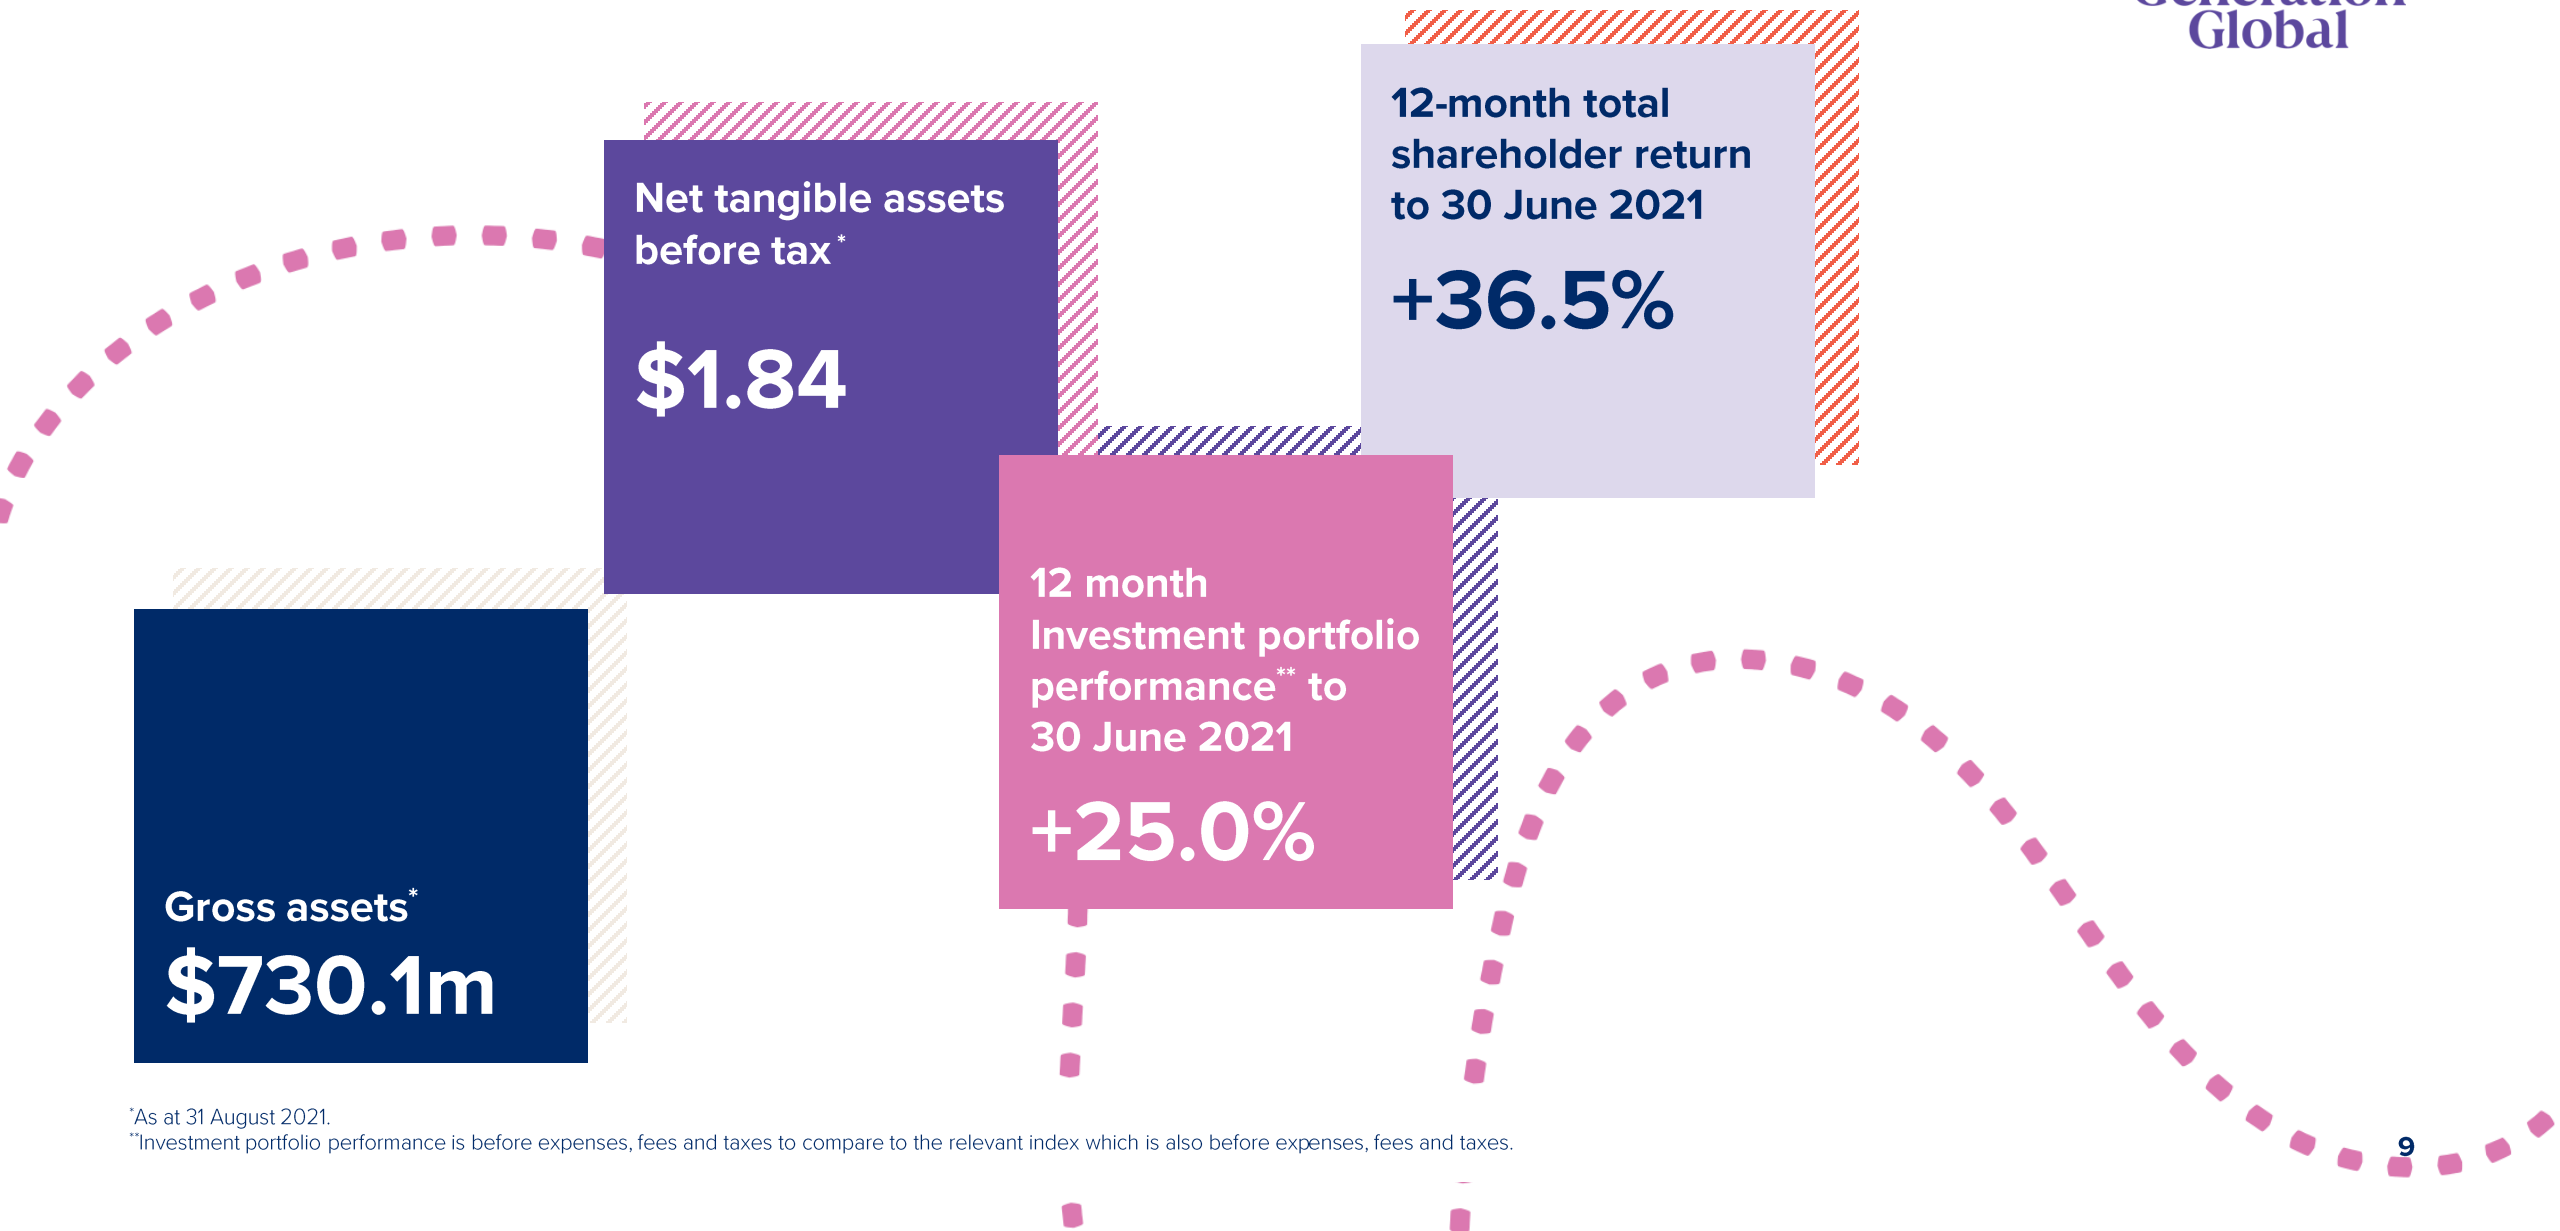 Generation
Global
12-month total
shareholder return
to 30 June 2021
+36.5%
Net tangible assets
before tax*
$1.84
12 month
Investment portfolio
performance** to
30 June 2021
+25.0%
Gross assets*
$730.1m
*As at 31 August 2021.
**Investment portfolio performance is before expenses, fees and taxes to compare to the relevant index which is also before expenses, fees and taxes.
9